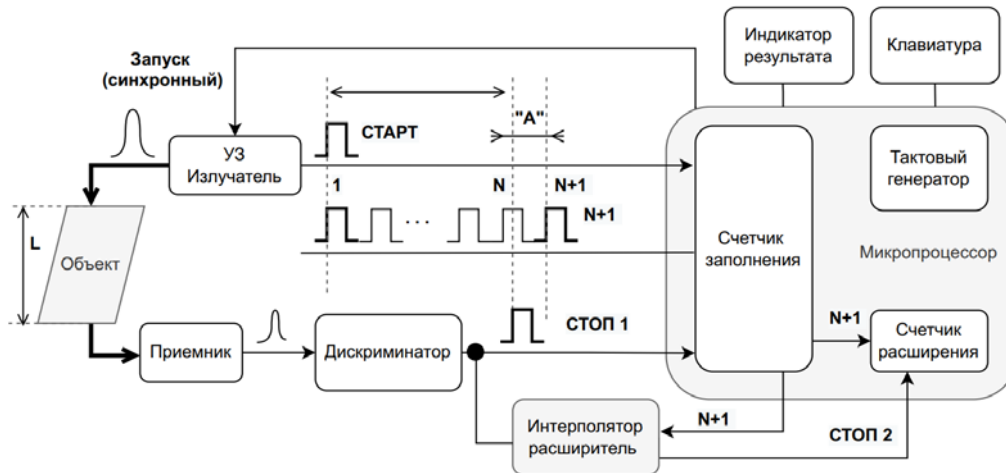 Запуск
(синхронный)
Индикатор
результата
Клавиатура
"А"
СТАРТ
УЗ
Излучатель
Тактовый
генератор
1
N
N+1
N+1
L
Объект
Счетчик
заполнения
Микропроцессор
СТОП 1
N+1
Приемник
Дискриминатор
Счетчик
расширения
Интерполятор
расширитель
N+1
СТОП 2